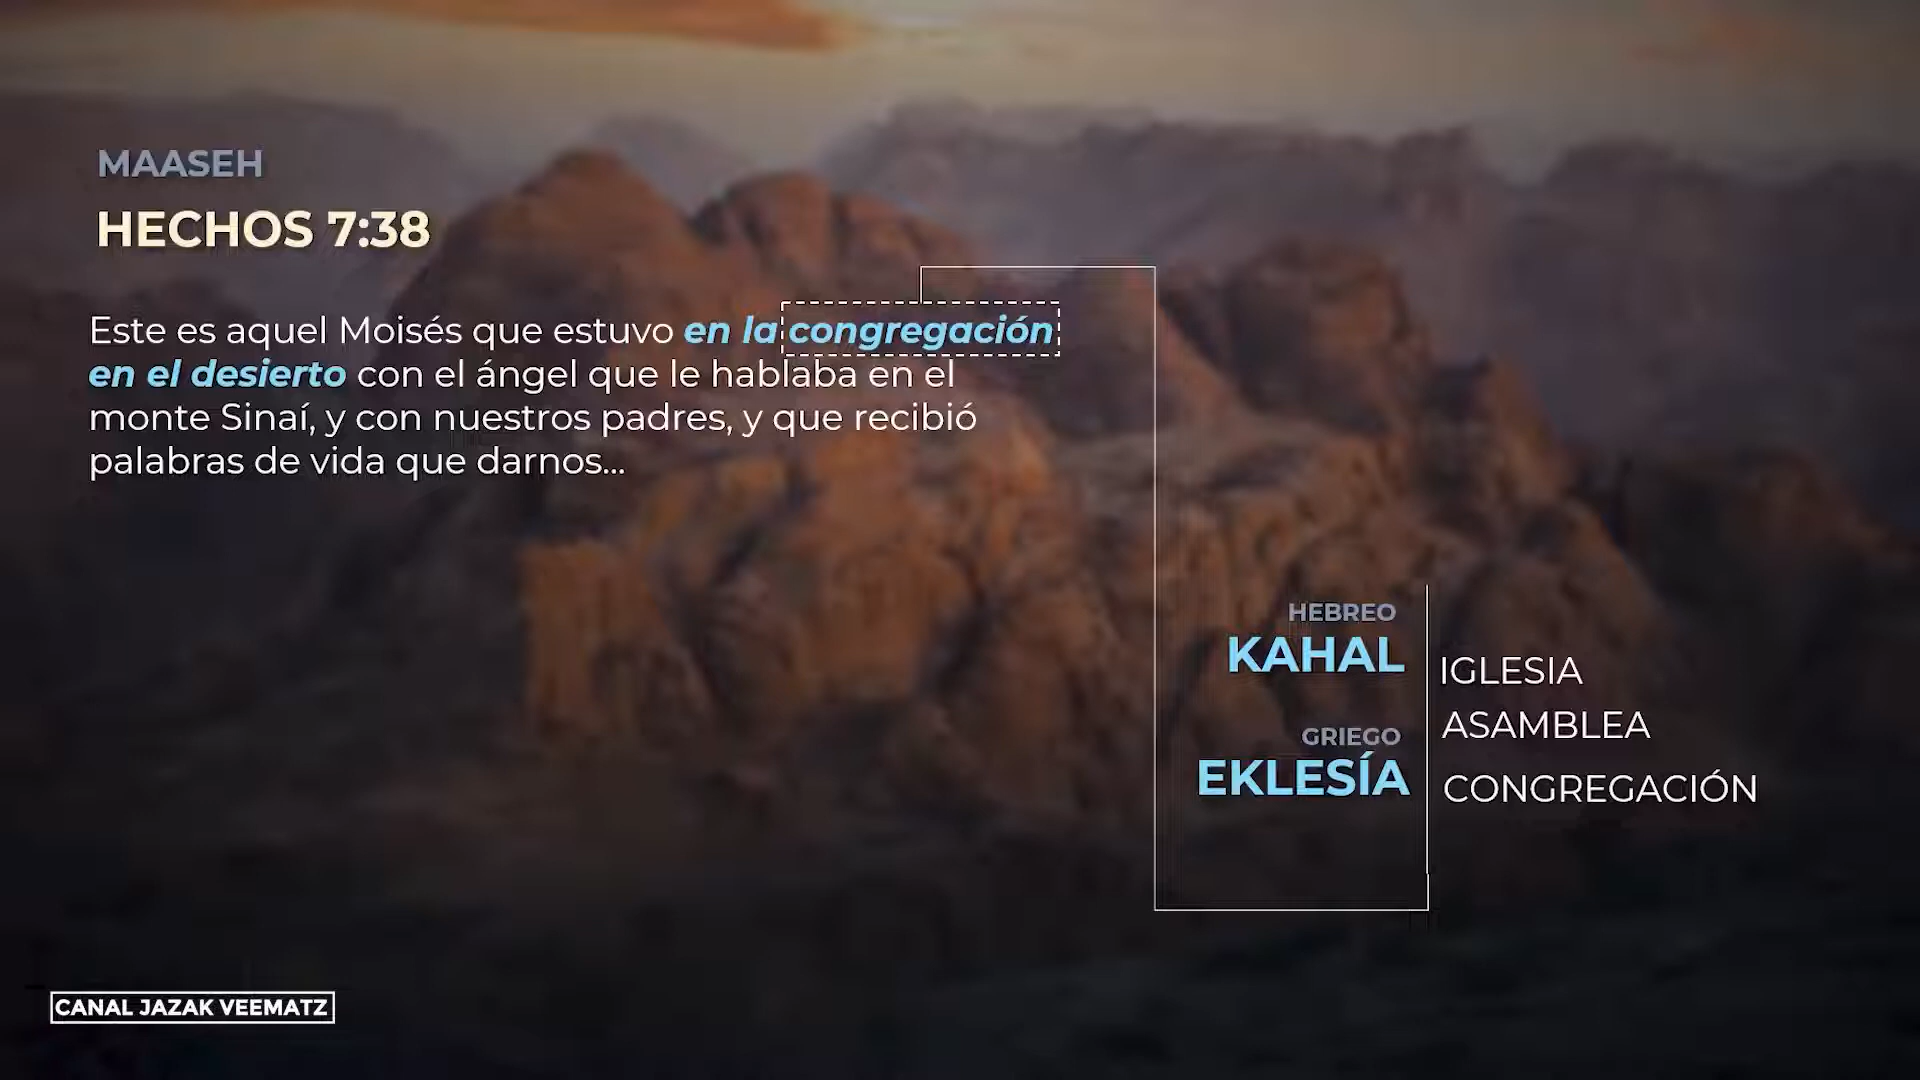 MAASEH
HECHOS 7:38
Este es aquel Moisés que estuvo en la congregación
en el desierto con el ángel que le hablaba en el
monte Sinaí, y con nuestros padres, y que recibió
palabras de vida que darnos...
HEBREO
KAHAL
GRIEGO
EKLESÍA
IGLESIA
ASAMBLEA
CONGREGACIÓN
CANAL JAZAK VEEMATZ